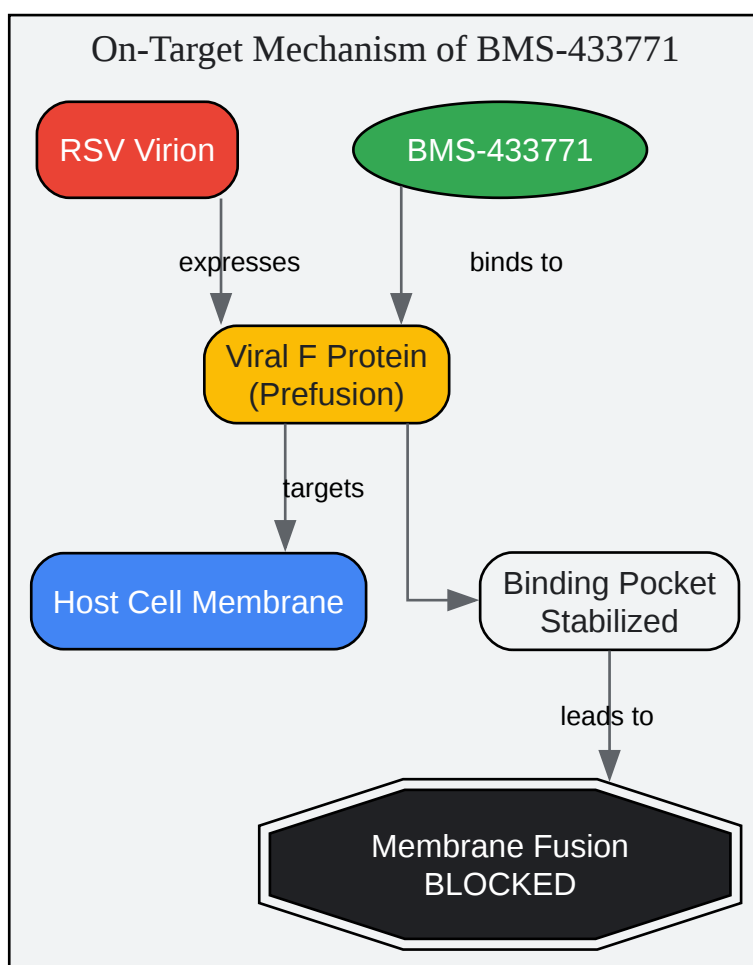 On-Target Mechanism of BMS-433771
RSV Virion
BMS-433771
expresses
binds to
Viral F Protein
(Prefusion)
targets
Host Cell Membrane
Binding Pocket
Stabilized
leads to
Membrane Fusion
BLOCKED